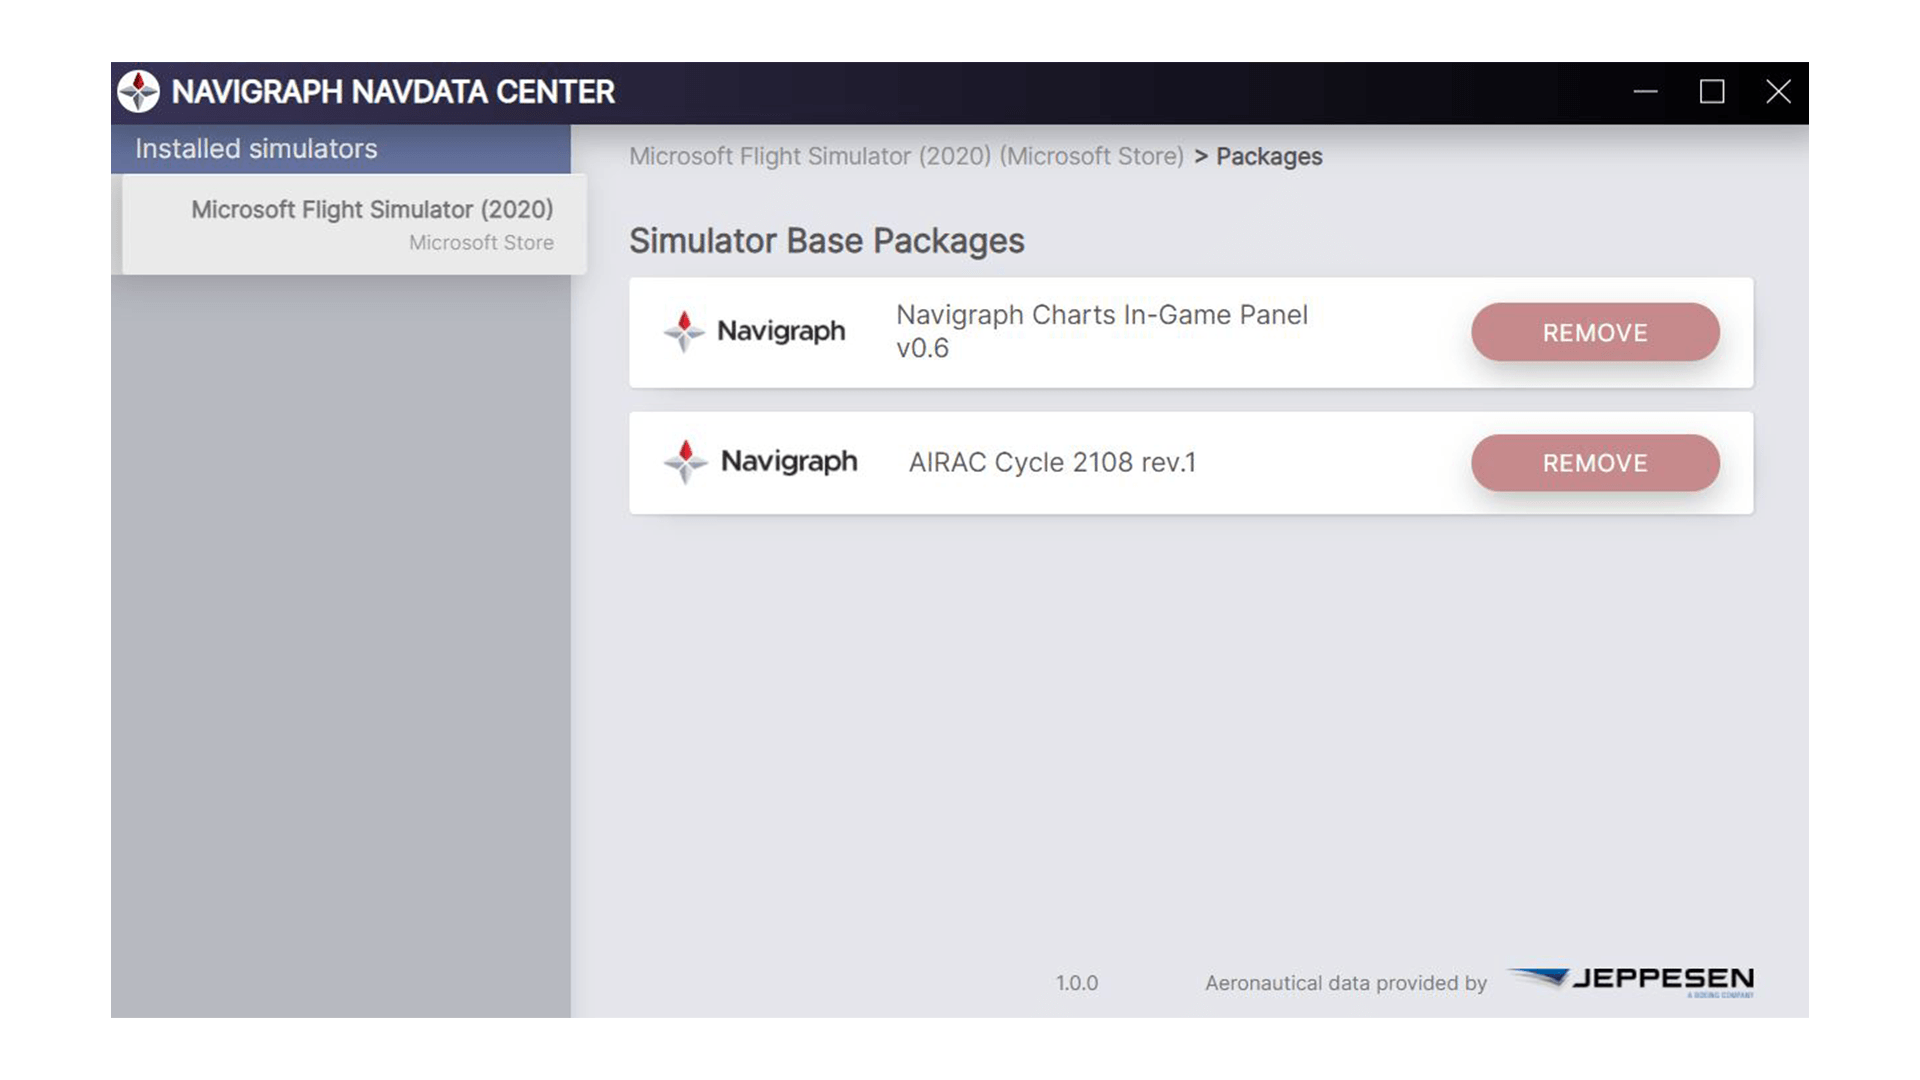 NAVIGRAPH NAVDATA CENTER
Installed simulators
Microsoft Flight Simulator (2020)
Microsoft Store
Microsoft Flight Simulator (2020) (Microsoft Store) > Packages
Simulator Base Packages
Navigraph
Navigraph Charts In-Game Panel
v0.6
REMOVE
Navigraph
AIRAC Cycle 2108 rev.1
REMOVE
1.0.0
Aeronautical data provided by
JEPPESEN
A BOEING COMPANY